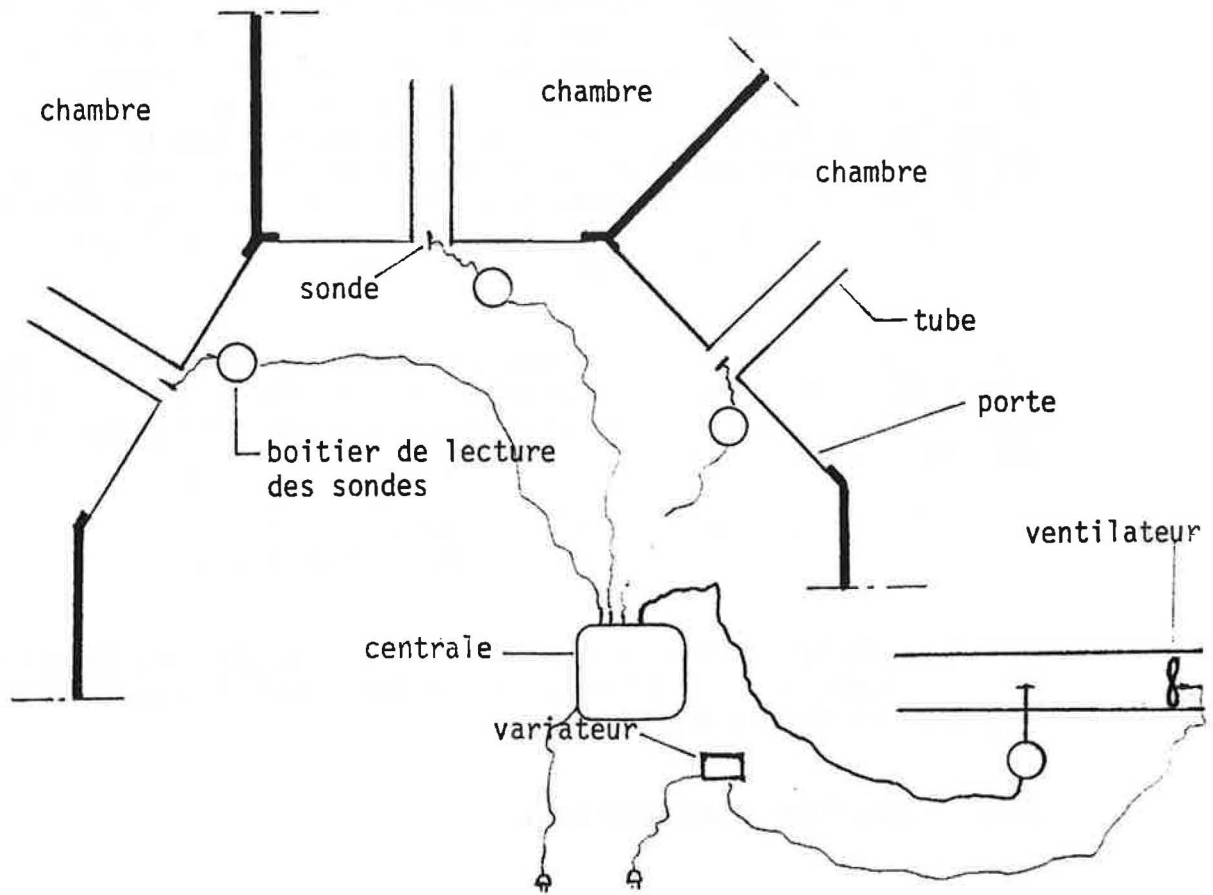 chambre
chambre
chambre
sonde
tube
porte
boitier de lecture
des sondes
ventilateur
centrale
variateur